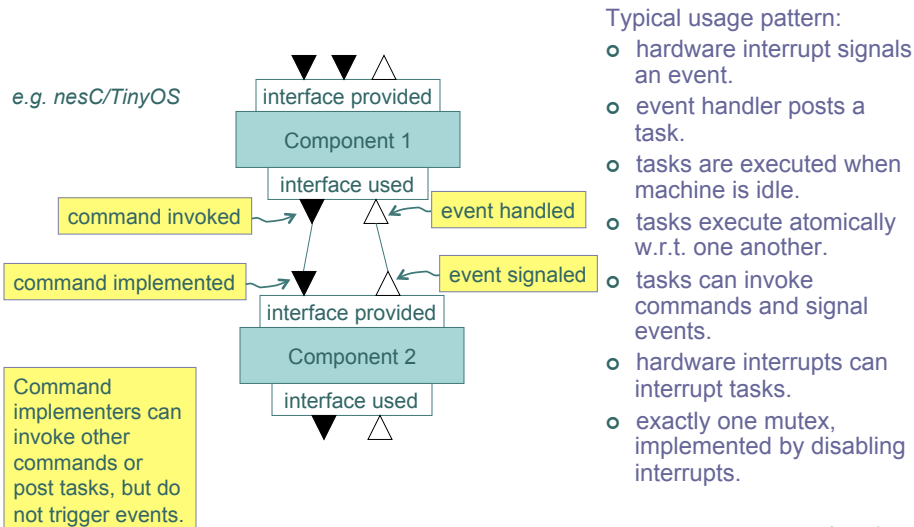 e.g. nesC/TinyOS
interface provided
Component 1
interface used
command invoked
event handled
command implemented
event signaled
interface provided
Component 2
interface used
Command
implementers can
invoke other
commands or
post tasks, but do
not trigger events.
Typical usage pattern:
o hardware interrupt signals
an event.
o event handler posts a
task.
o tasks are executed when
machine is idle.
o tasks execute atomically
w.r.t. one another.
o tasks can invoke
commands and signal
events.
o hardware interrupts can
interrupt tasks.
o exactly one mutex,
implemented by disabling
interrupts.